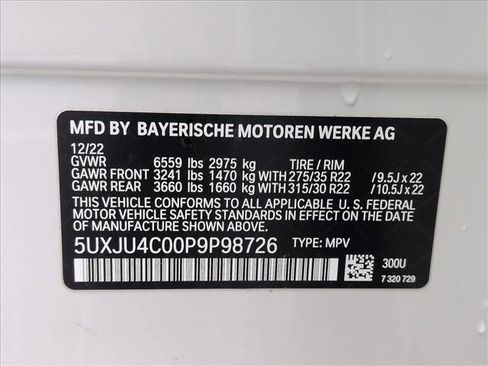 MFD BY BAYERISCHE MOTOREN WERKE AG
12/22
GVWR 6559 lbs 2975 kg TIRE / RIM
GAWR FRONT 3241 lbs 1470 kg WITH 275/35 R22 / 9.5J x 22
GAWR REAR 3660 lbs 1660 kg WITH 315/30 R22 / 10.5J x 22
THIS VEHICLE CONFORMS TO ALL APPLICABLE U. S. FEDERAL
MOTOR VEHICLE SAFETY STANDARDS IN EFFECT ON
THE DATE OF MANUFACTURE SHOWN ABOVE.
5UXJU4C00P9P98726 TYPE: MPV
300U
7 320 729